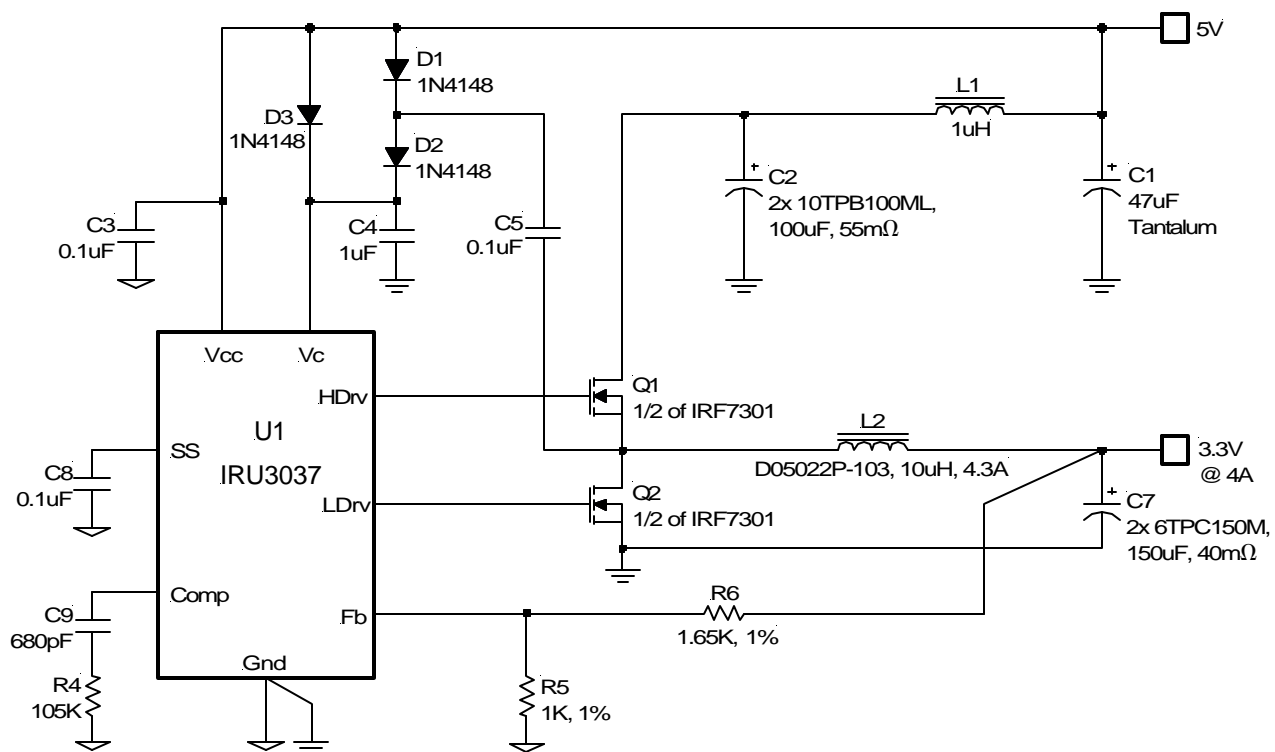 5V
D1
1N4148
L1
1uH
D3
1N4148
D2
1N4148
C2
2x 10TPB100ML,
100uF, 55mΩ
C1
47uF
Tantalum
C3
0.1uF
C4
1uF
C5
0.1uF
Vcc
Vc
HDrv
Q1
1/2 of IRF7301
U1
IRU3037
SS
L2
D05022P-103, 10uH, 4.3A
3.3V
@ 4A
C8
0.1uF
LDrv
Q2
1/2 of IRF7301
C7
2x 6TPC150M,
150uF, 40mΩ
Comp
C9
680pF
Fb
R6
1.65K, 1%
Gnd
R4
105K
R5
1K, 1%